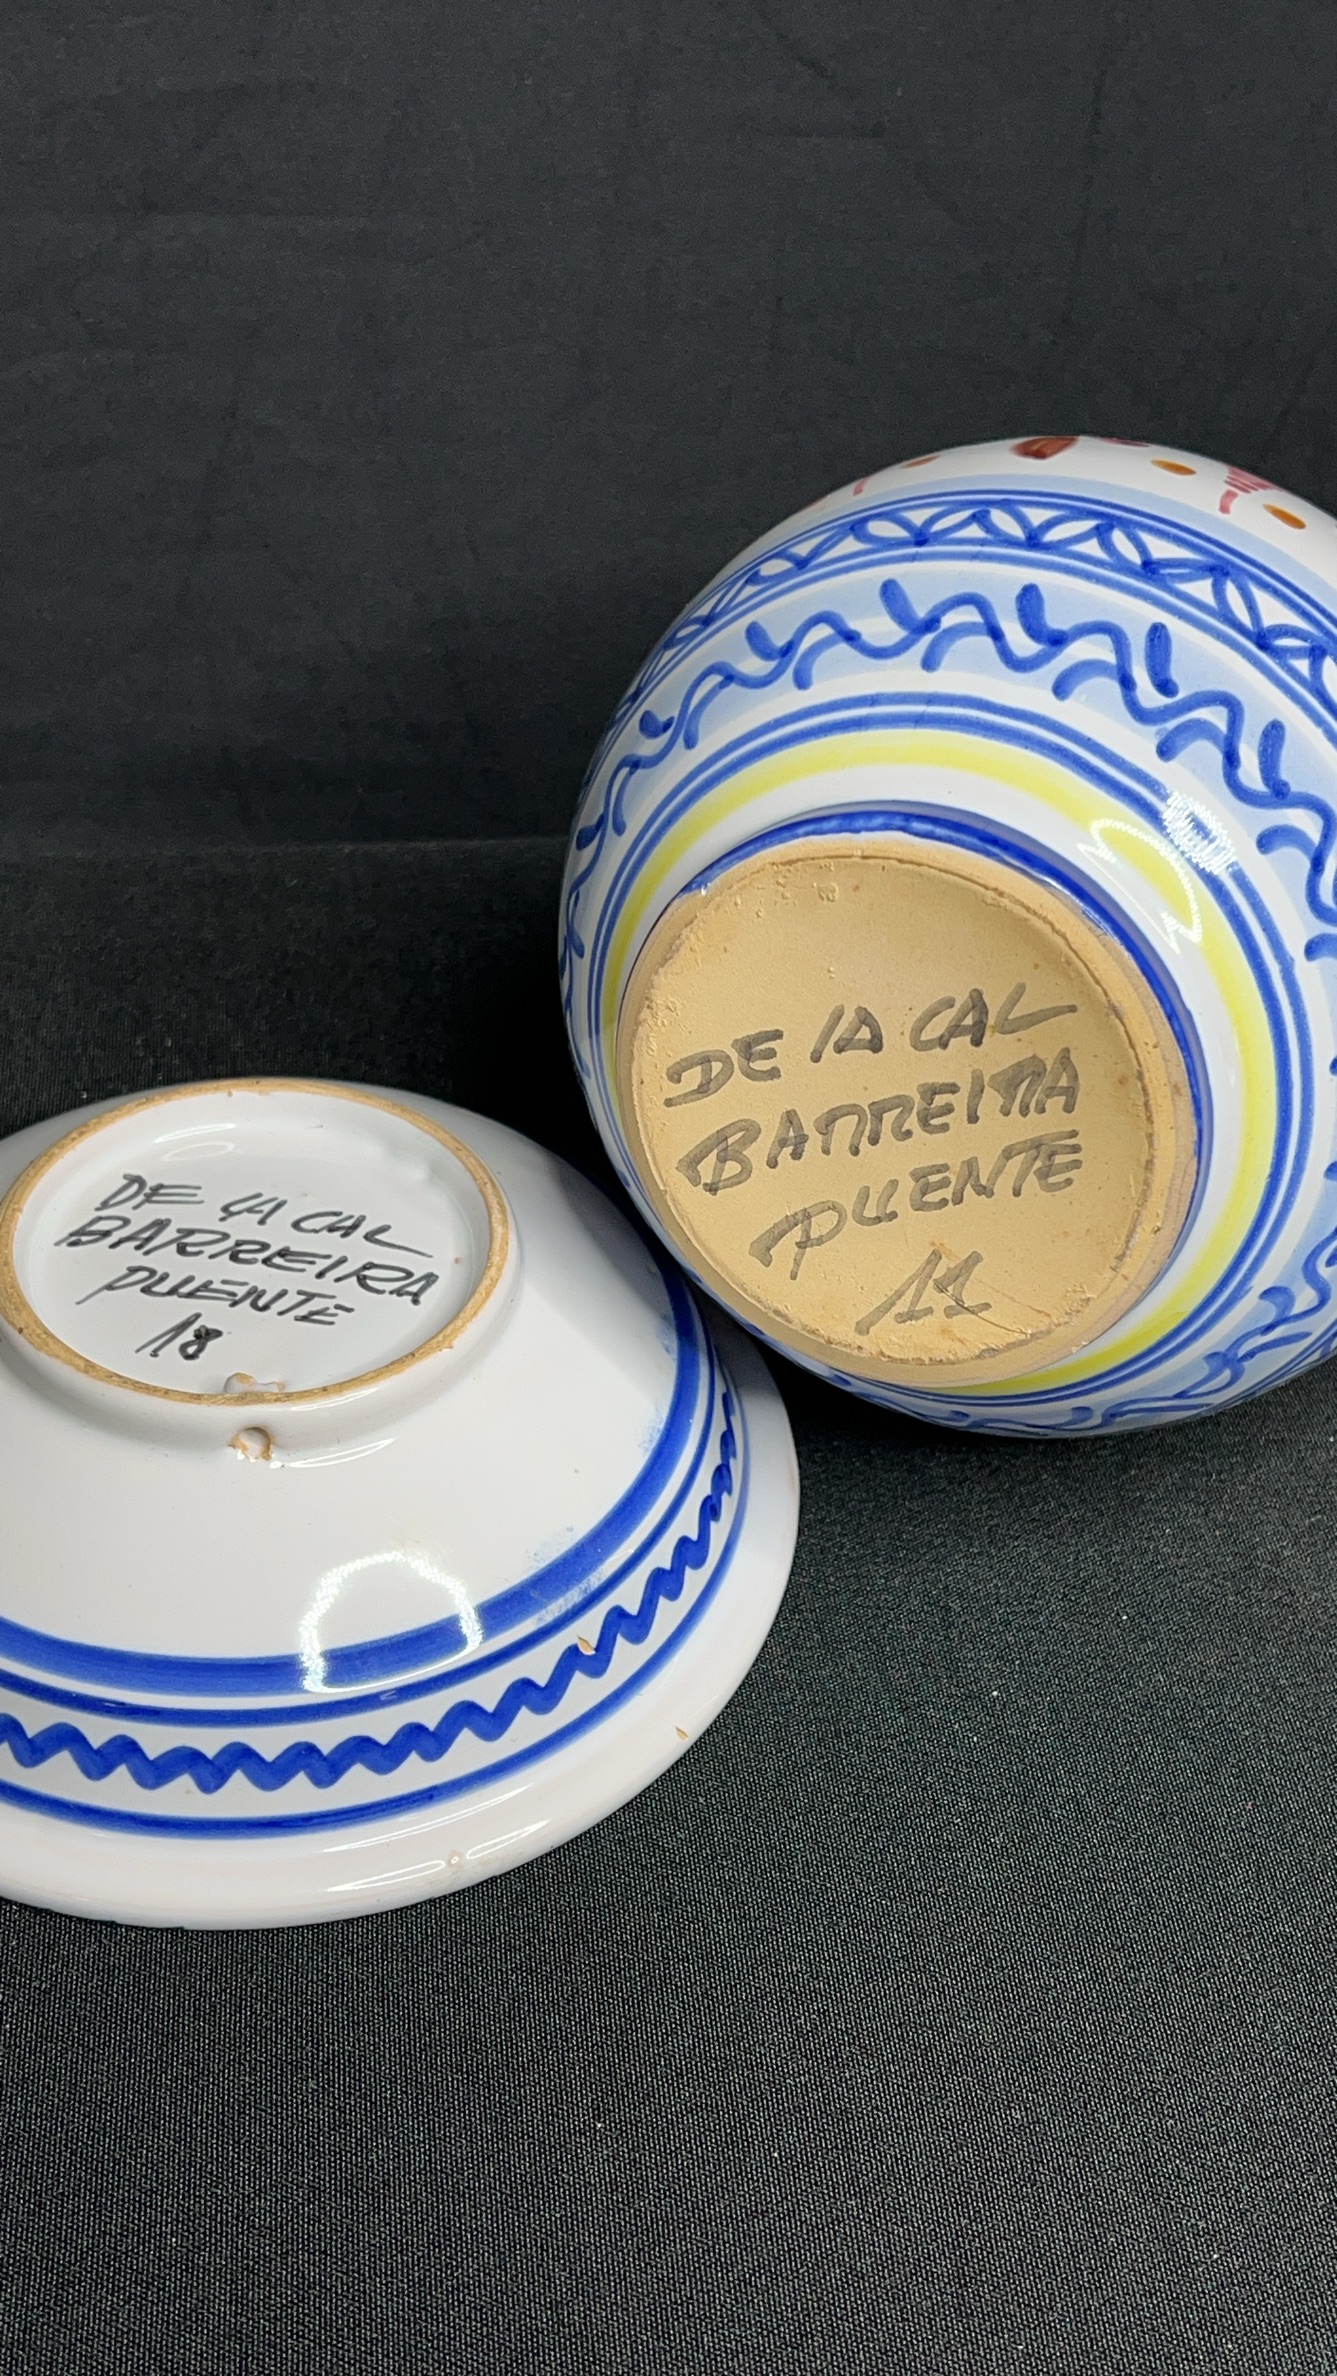 DE LA CAL
BARREIRA
PUENTE
18
DE LA CAL
BARREIRA
PUENTE
11